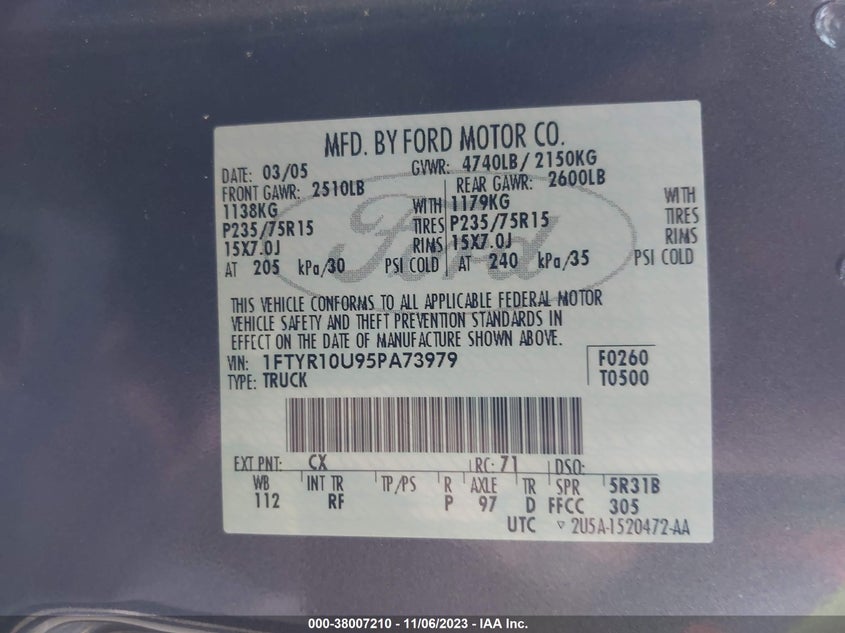 MFD. BY FORD MOTOR CO.
DATE: 03/05 GVWR: 4740LB/ 2150KG
FRONT GAWR: 2510LB REAR GAWR: 2600LB
1138KG WITH 1179KG WITH
P235/75R15 TIRES P235/75R15 TIRES
15X7.0J RIMS 15X7.0J RIMS
AT 205 kPa/30 PSI COLD AT 240 kPa/35 PSI COLD
Ford
THIS VEHICLE CONFORMS TO ALL APPLICABLE FEDERAL MOTOR
VEHICLE SAFETY AND THEFT PREVENTION STANDARDS IN
EFFECT ON THE DATE OF MANUFACTURE SHOWN ABOVE.
VIN: 1FTYR10U95PA73979 F0260
TYPE: TRUCK T0500
EXT PNT: CX RC: 71 DSO:
WB INT TR TP/PS R AXLE TR SPR 5R31B
112 RF P 97 D FFCC 305
UTC ▽ 2U5A-1520472-AA
000-38007210 - 11/06/2023 - IAA Inc.